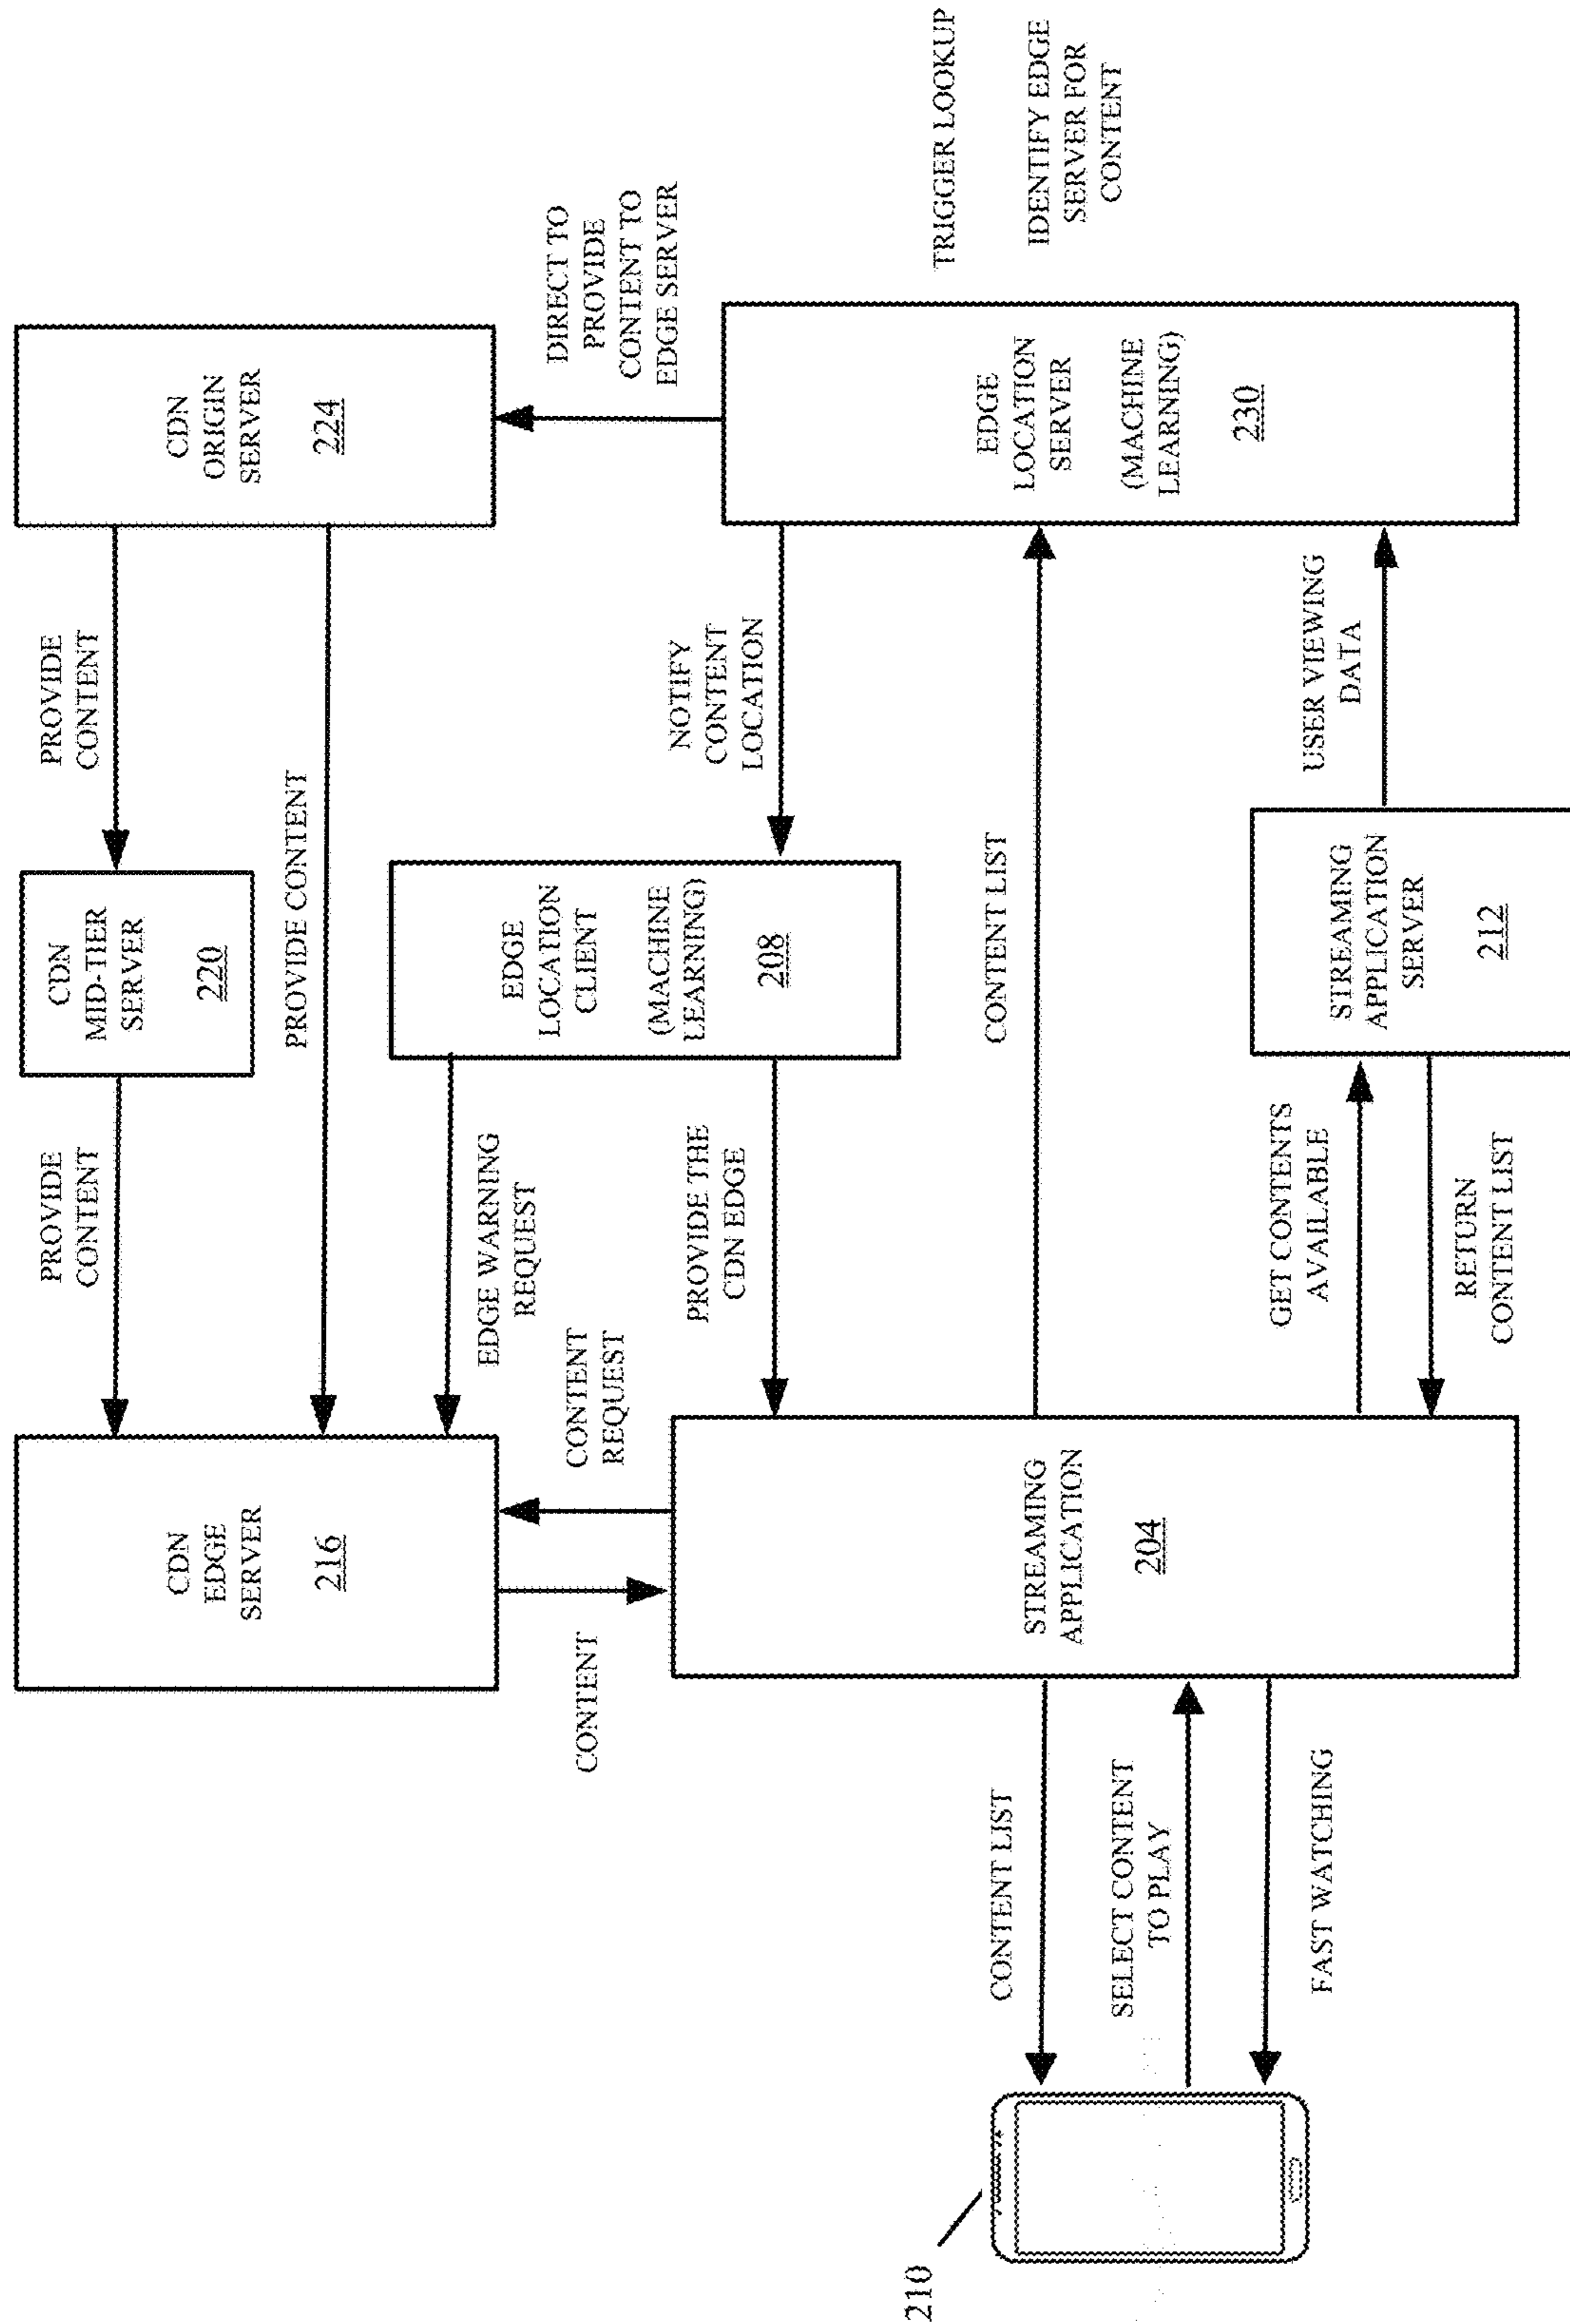 CDN
EDGE
SERVER
216
PROVIDE
CONTENT
CDN
MID-TIER
SERVER
220
PROVIDE
CONTENT
CDN
ORIGIN
SERVER
224
PROVIDE CONTENT
EDGE WARNING
REQUEST
CONTENT
CONTENT
REQUEST
EDGE
LOCATION
CLIENT
(MACHINE
LEARNING)
208
DIRECT TO
PROVIDE
CONTENT TO
EDGE SERVER
PROVIDE THE
CDN EDGE
NOTIFY
CONTENT
LOCATION
210
CONTENT LIST
SELECT CONTENT
TO PLAY
FAST WATCHING
STREAMING
APPLICATION
204
CONTENT LIST
EDGE
LOCATION
SERVER
(MACHINE
LEARNING)
230
TRIGGER LOOKUP
IDENTIFY EDGE
SERVER FOR
CONTENT
GET CONTENTS
AVAILABLE
RETURN
CONTENT LIST
STREAMING
APPLICATION
SERVER
212
USER VIEWING
DATA